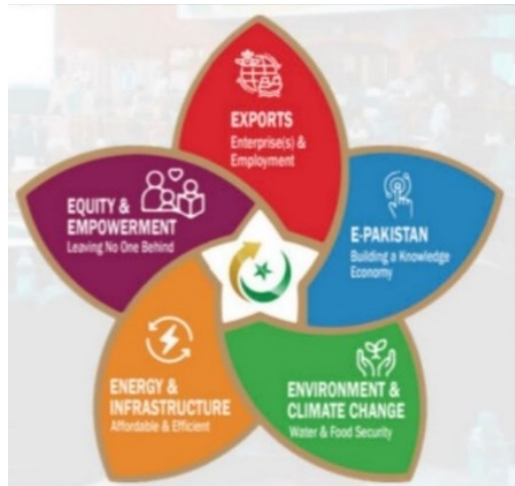 EXPORTS
Enterprise(s) &
Employment
E-PAKISTAN
Building a Knowledge
Economy
ENVIRONMENT &
CLIMATE CHANGE
Water & Food Security
ENERGY &
INFRASTRUCTURE
Affordable & Efficient
EQUITY &
EMPOWERMENT
Leaving No One Behind